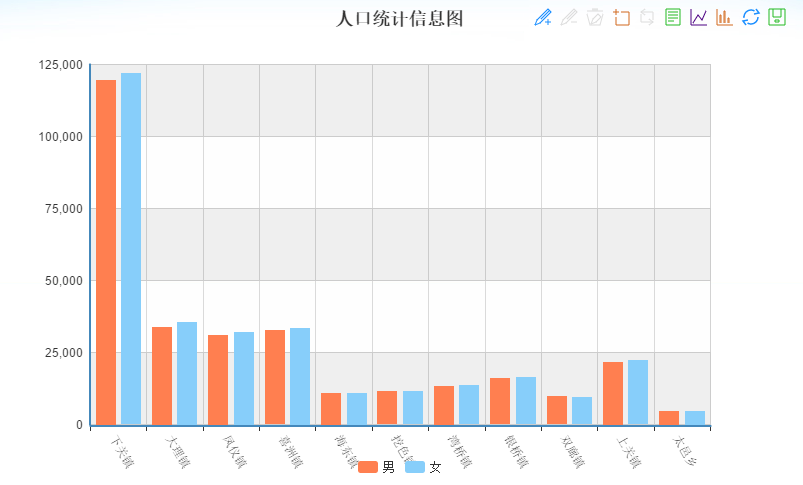 人口统计信息图
125,000
100,000
75,000
50,000
25,000
0
下关镇
大理镇
凤仪镇
喜洲镇
海东镇
挖色镇
湾桥镇
银桥镇
双廊镇
上关镇
太邑乡
男
女